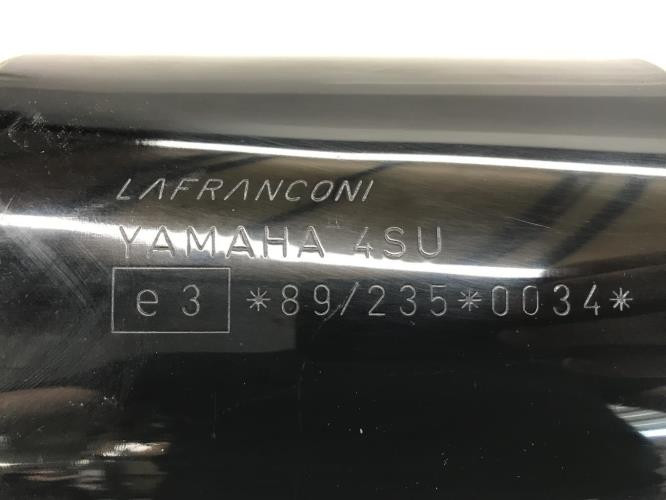 LAFRANCONI
YAMAHA 4SU
e 3 *89/235*0034*